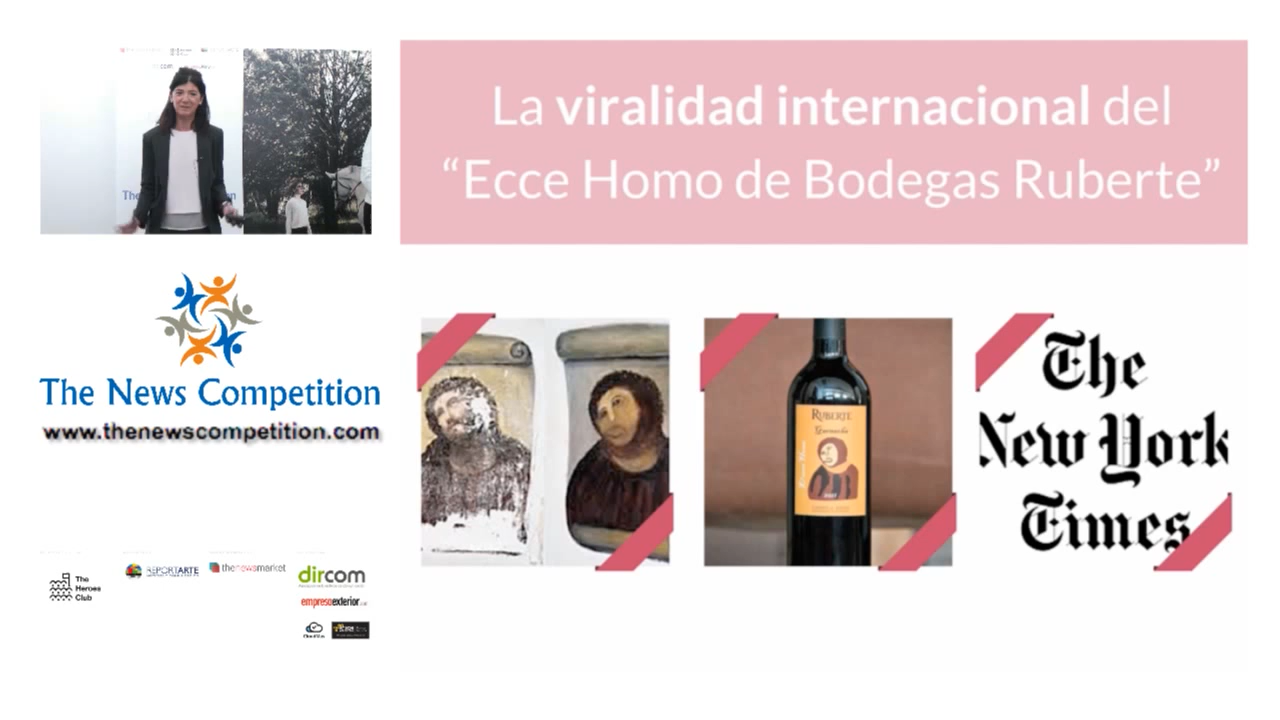 La viralidad internacional del
“Ecce Homo de Bodegas Ruberte”
The
The News Competition
www.thenewscompetition.com
RUBERTE
Garnacha
The
New York
Times
The
Heroes
Club
REPORTARTE
thenewsmarket
dircom
empresaexterior